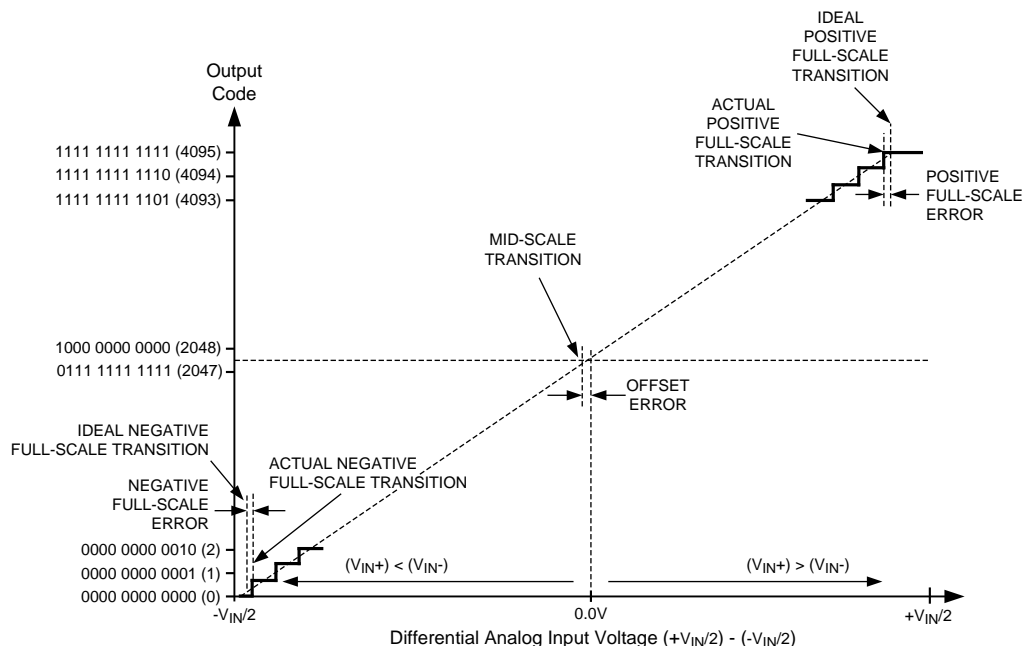 IDEAL
POSITIVE
FULL-SCALE
TRANSITION
Output
Code
ACTUAL
POSITIVE
FULL-SCALE
TRANSITION
1111 1111 1111 (4095)
1111 1111 1110 (4094)
1111 1111 1101 (4093)
POSITIVE
FULL-SCALE
ERROR
MID-SCALE
TRANSITION
1000 0000 0000 (2048)
0111 1111 1111 (2047)
OFFSET
ERROR
IDEAL NEGATIVE
FULL-SCALE TRANSITION
ACTUAL NEGATIVE
FULL-SCALE TRANSITION
NEGATIVE
FULL-SCALE
ERROR
0000 0000 0010 (2)
0000 0000 0001 (1)
0000 0000 0000 (0)
(VIN+) < (VIN-)
(VIN+) > (VIN-)
-VIN/2
0.0V
+VIN/2
Differential Analog Input Voltage (+VIN/2) - (-VIN/2)